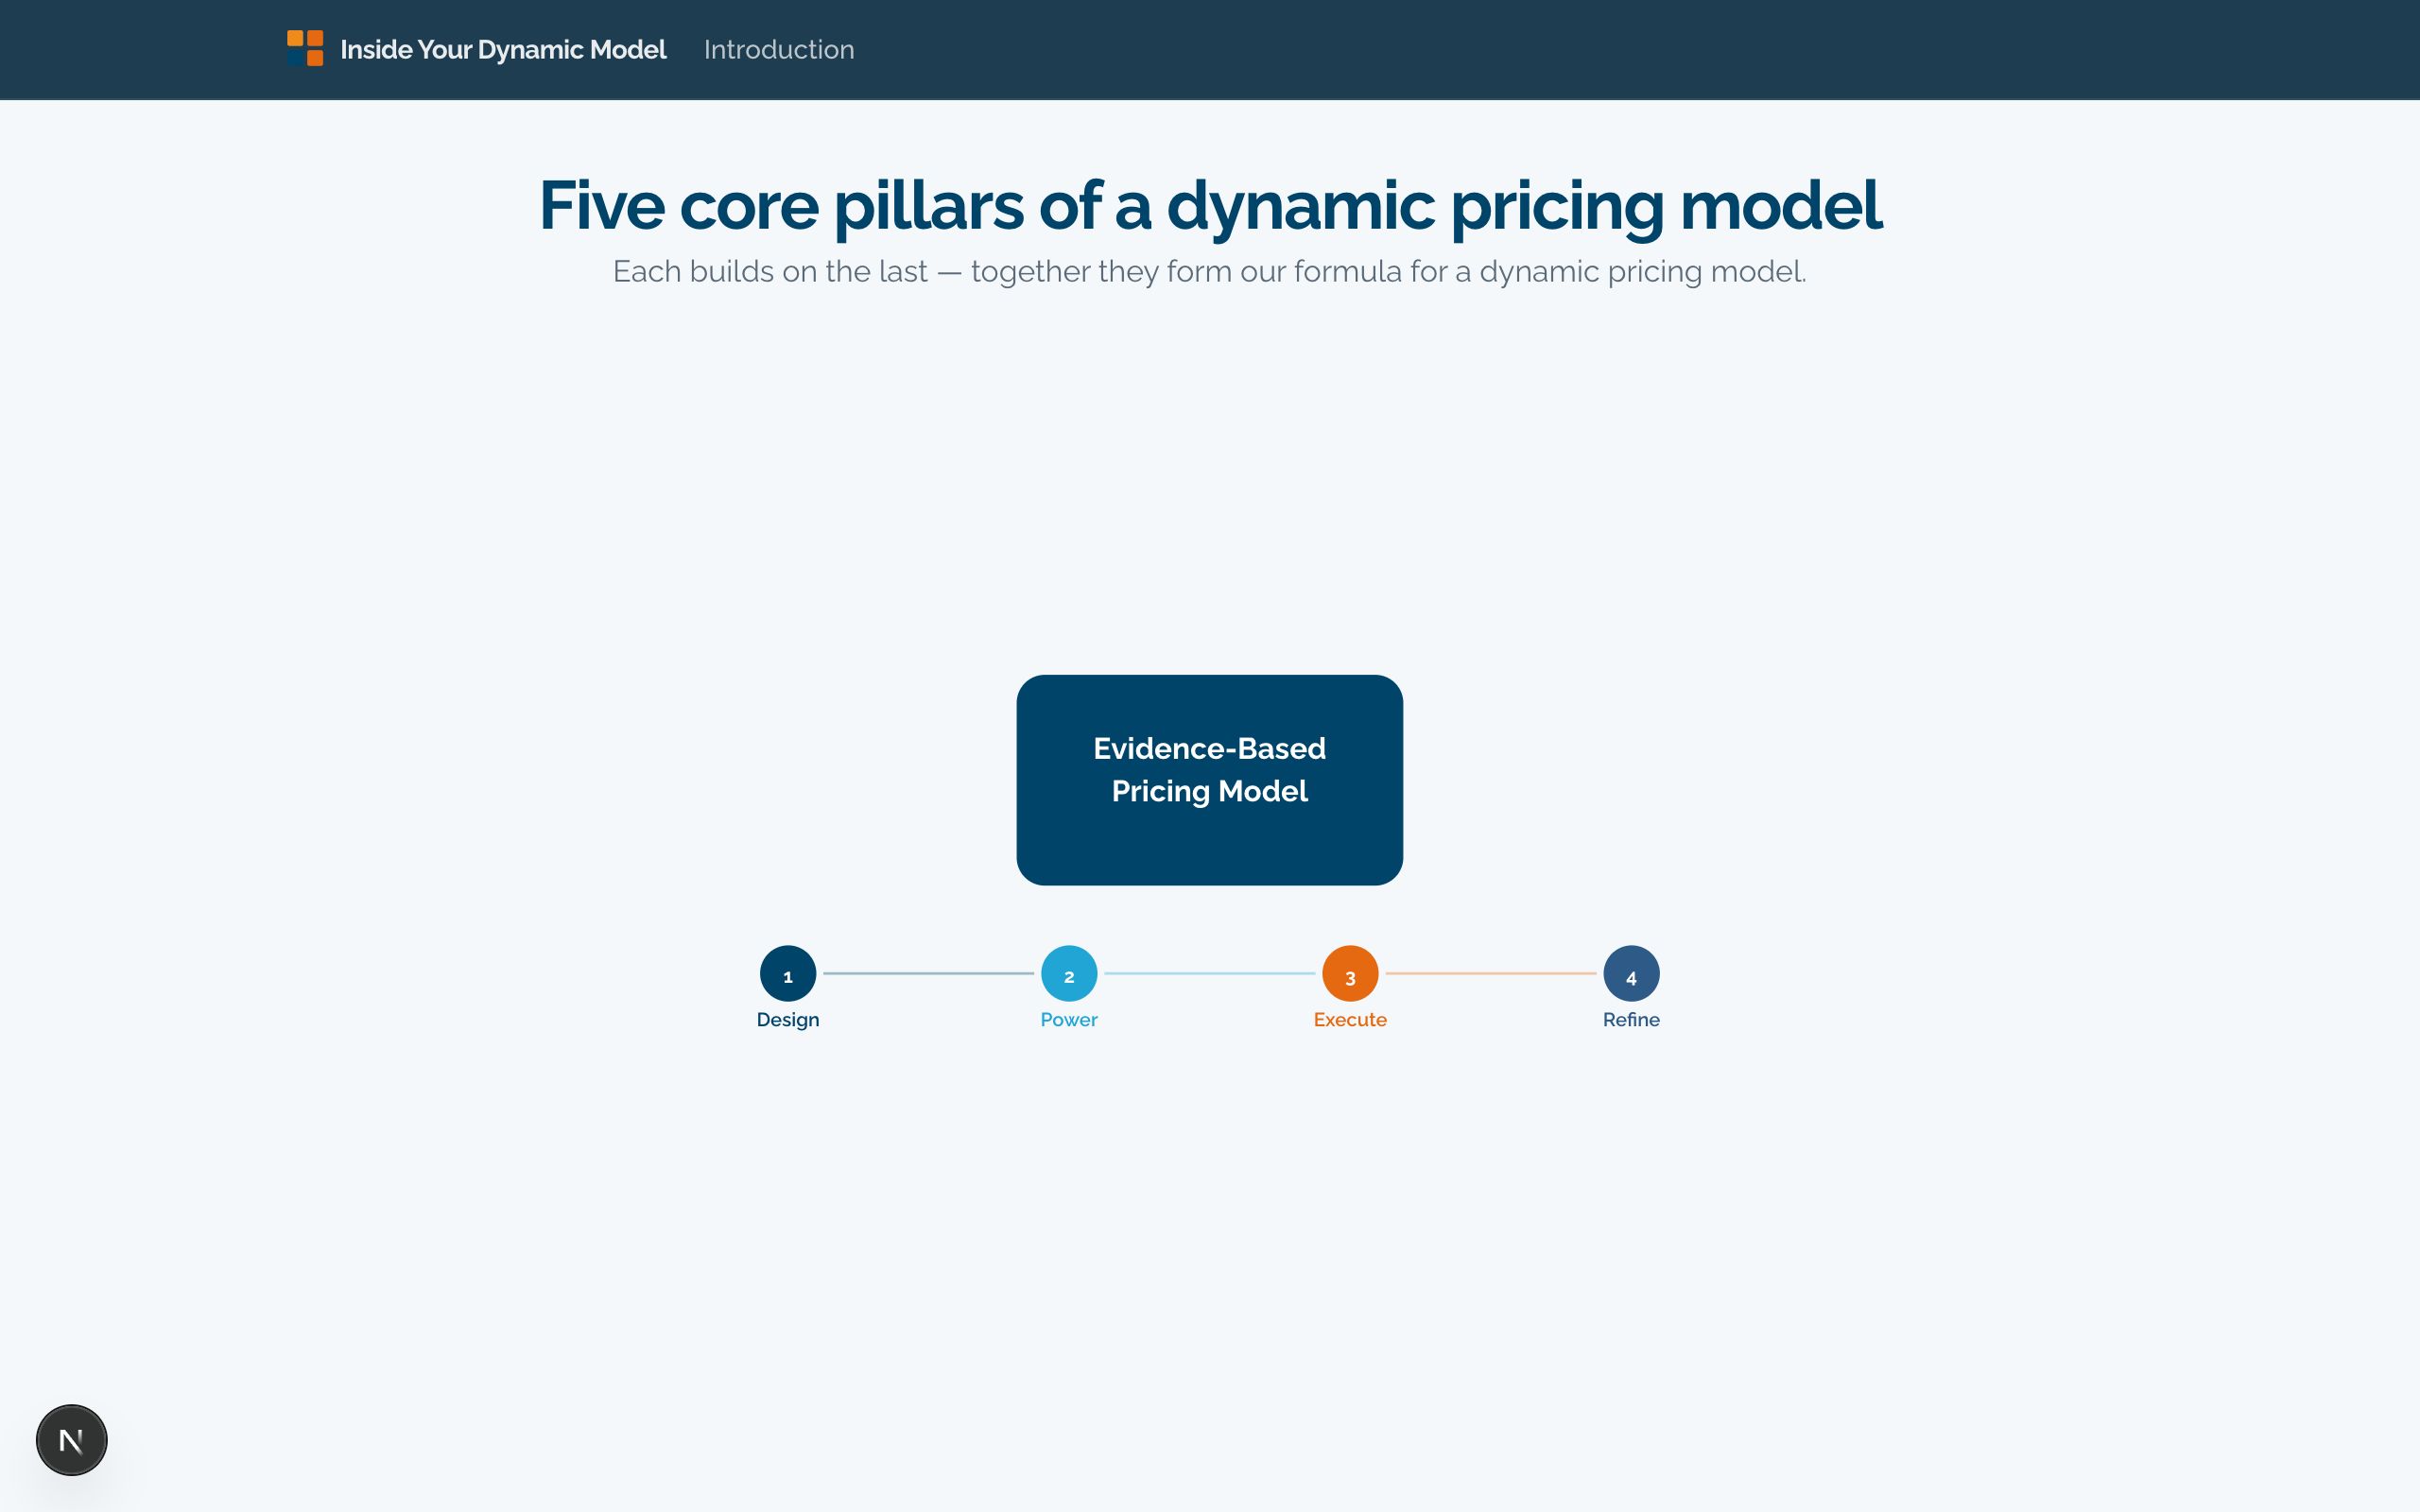 Inside Your Dynamic Model Introduction
Five core pillars of a dynamic pricing model
Each builds on the last — together they form our formula for a dynamic pricing model.
Evidence-Based
Pricing Model
1 2 3 4
Design Power Execute Refine
N